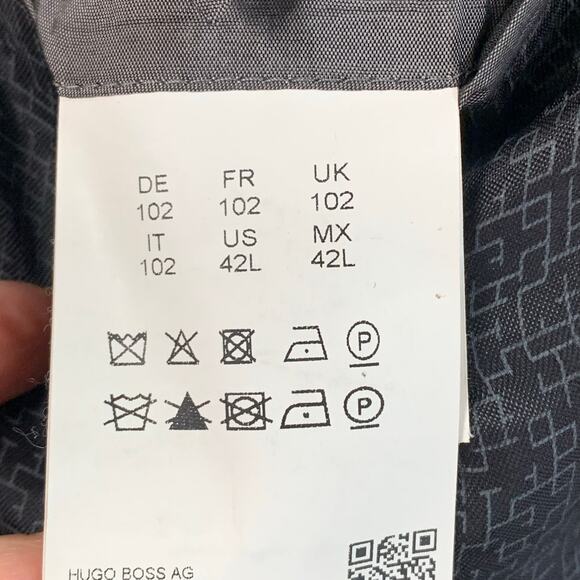 DE FR UK
102 102 102
IT US MX
102 42L 42L
P
P
HUGO BOSS AG